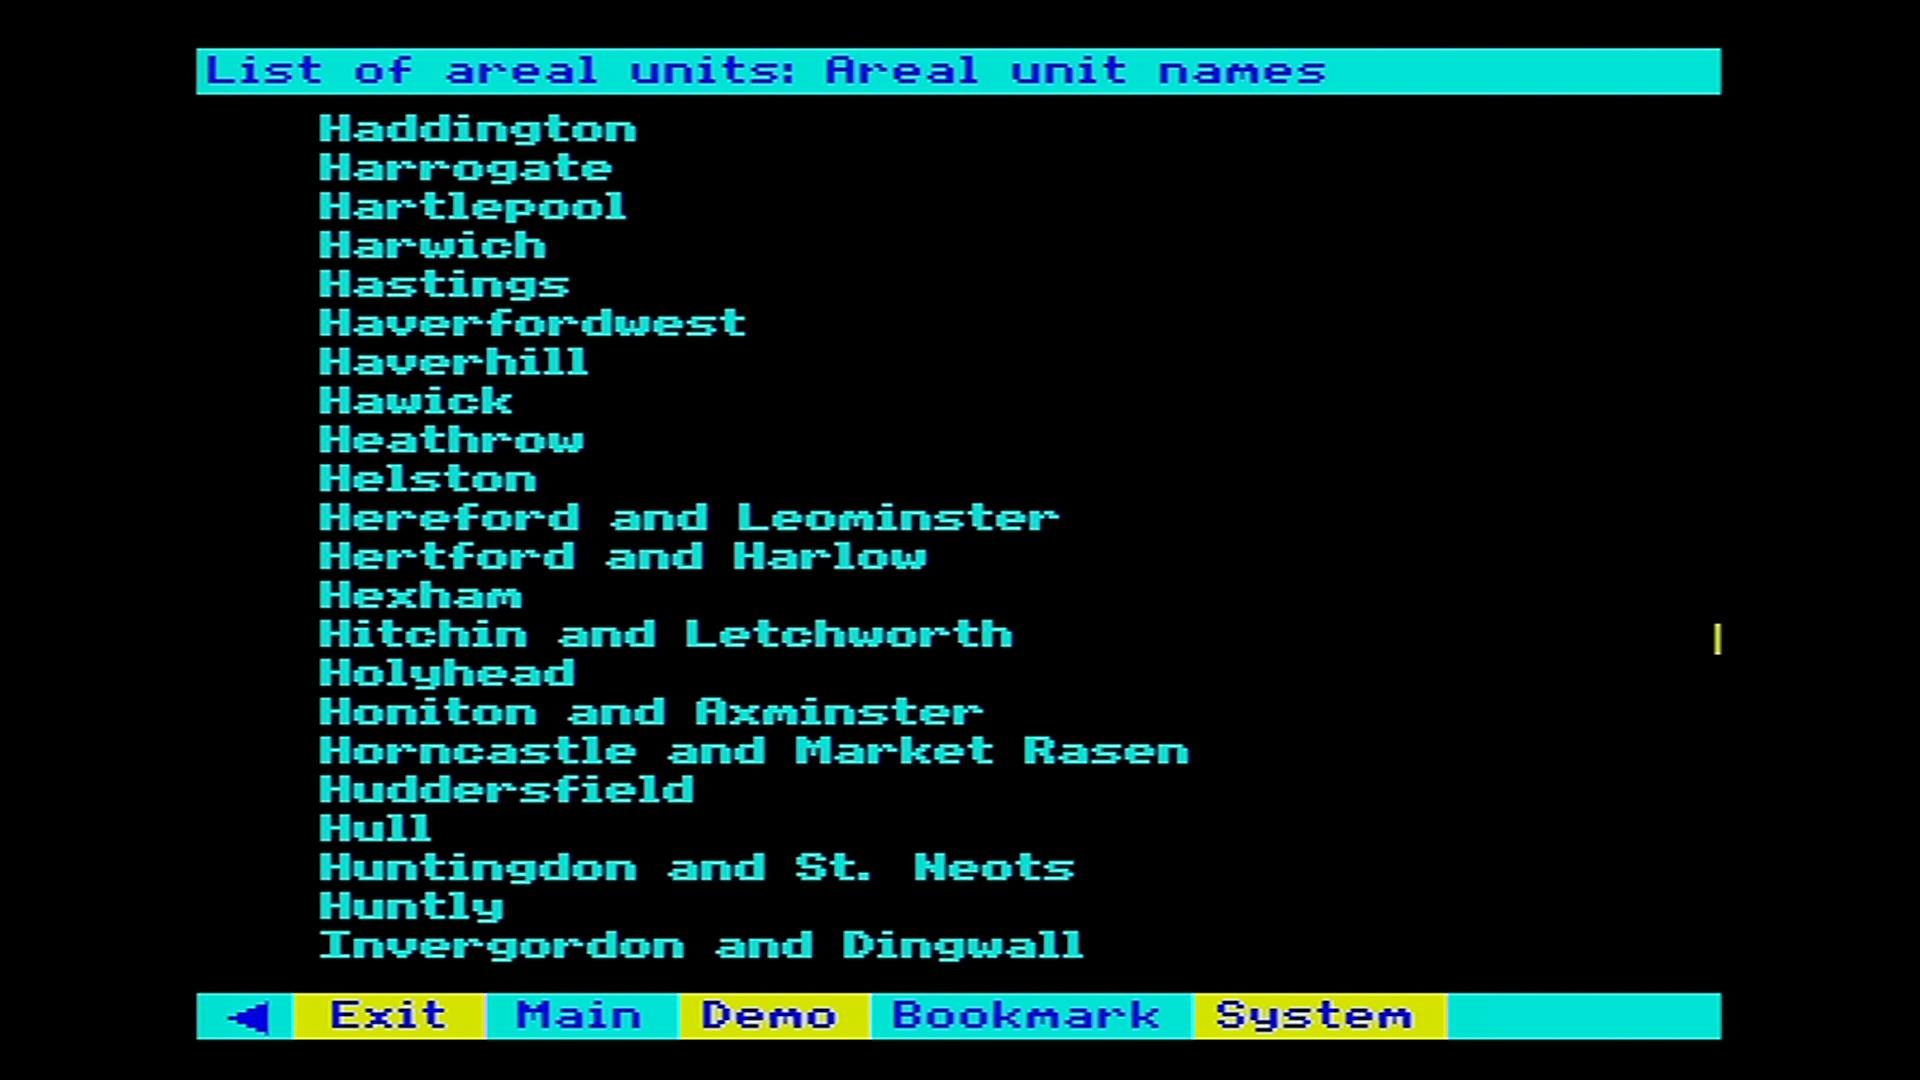 List of areal units: Areal unit names
Haddington
Harrogate
Hartlepool
Harwich
Hastings
Haverfordwest
Haverhill
Hawick
Heathrow
Helston
Hereford and Leominster
Hertford and Harlow
Hexham
Hitchin and Letchworth
Holyhead
Honiton and Axminster
Horncastle and Market Rasen
Huddersfield
Hull
Huntingdon and St. Neots
Huntly
Invergordon and Dingwall
Exit Main Demo Bookmark System